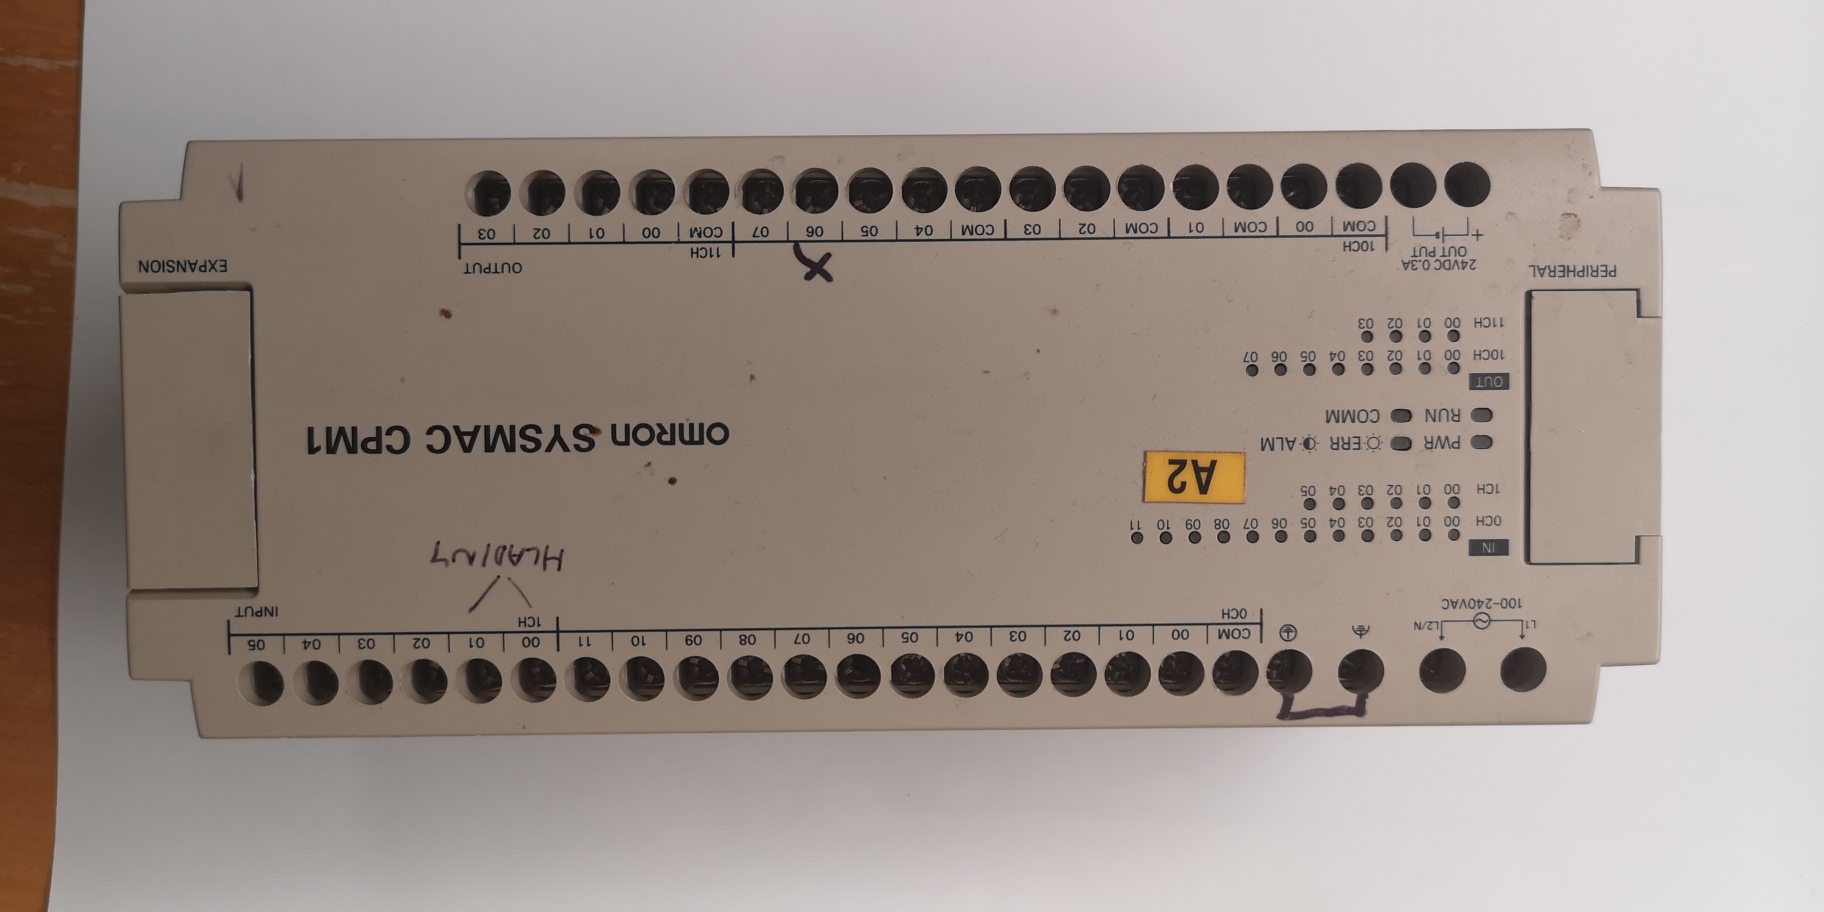 L1 L2/N
100-240VAC
COM 00 01 02 03 04 05 06 07 08 09 10 11 00 01 02 03 04 05
0CH 1CH INPUT
HLADINY
IN
0CH 00 01 02 03 04 05 06 07 08 09 10 11
1CH 00 01 02 03 04 05
A2
PWR ERR ALM
RUN COMM
omron SYSMAC CPM1
OUT
10CH 00 01 02 03 04 05 06 07
11CH 00 01 02 03
PERIPHERAL
EXPANSION
24VDC 0.3A
OUTPUT
+
10CH 11CH OUTPUT
X
COM 00 COM 01 COM 02 03 COM 04 05 06 07 COM 00 01 02 03